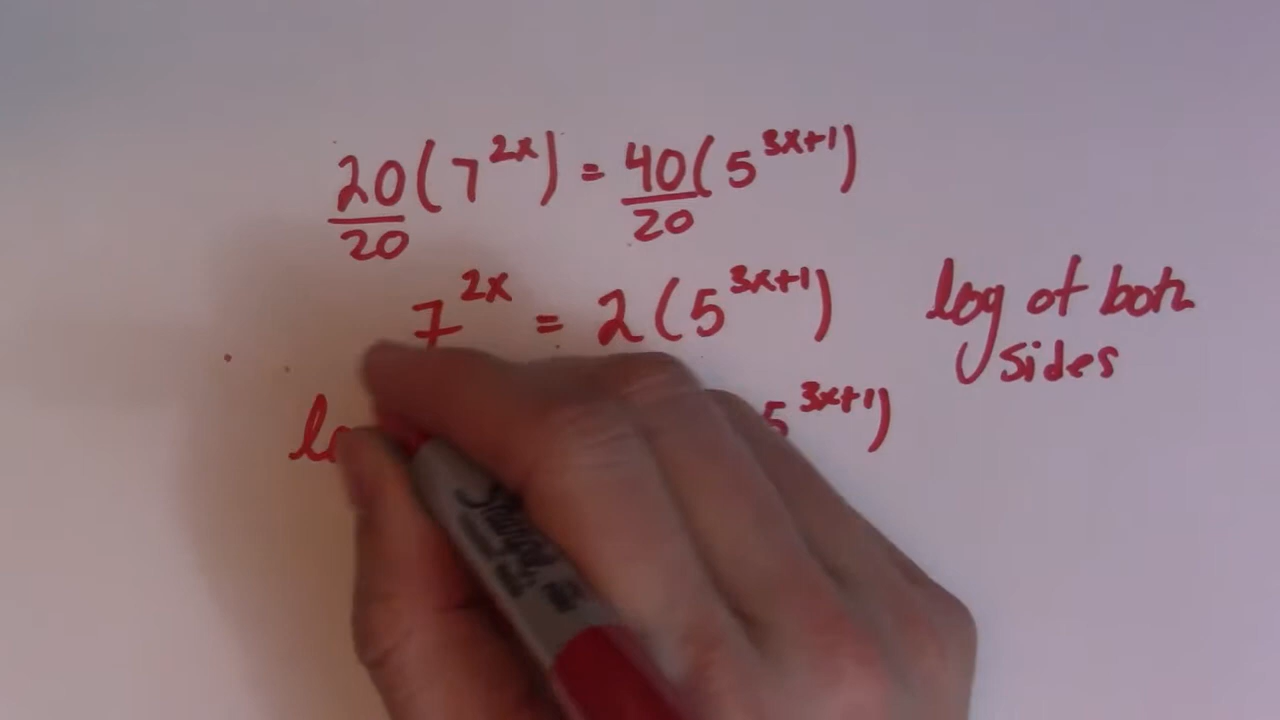 20(7^2x) = 40(5^3x+1)
20 20
7^2x = 2(5^3x+1)
log of both
sides
5^3x+1)
Sharpie